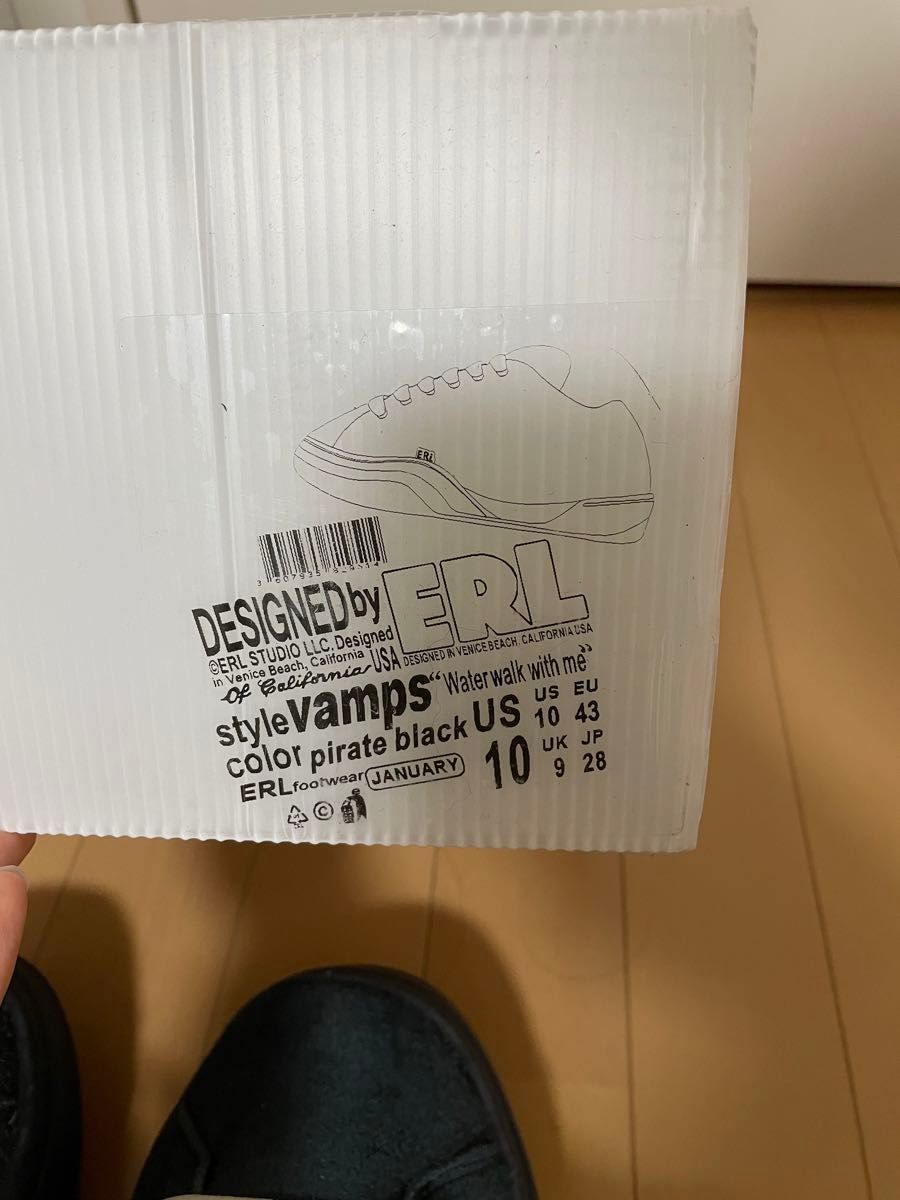 ERL
DESIGNED by
ERL
©ERL STUDIO LLC. Designed
in Venice Beach, California
Of California USA
DESIGNED IN VENICE BEACH, CALIFORNIA USA
style vamps "Water walk with me"
color pirate black
US 10
US 10
EU 43
UK 9
JP 28
ERL footwear JANUARY
©